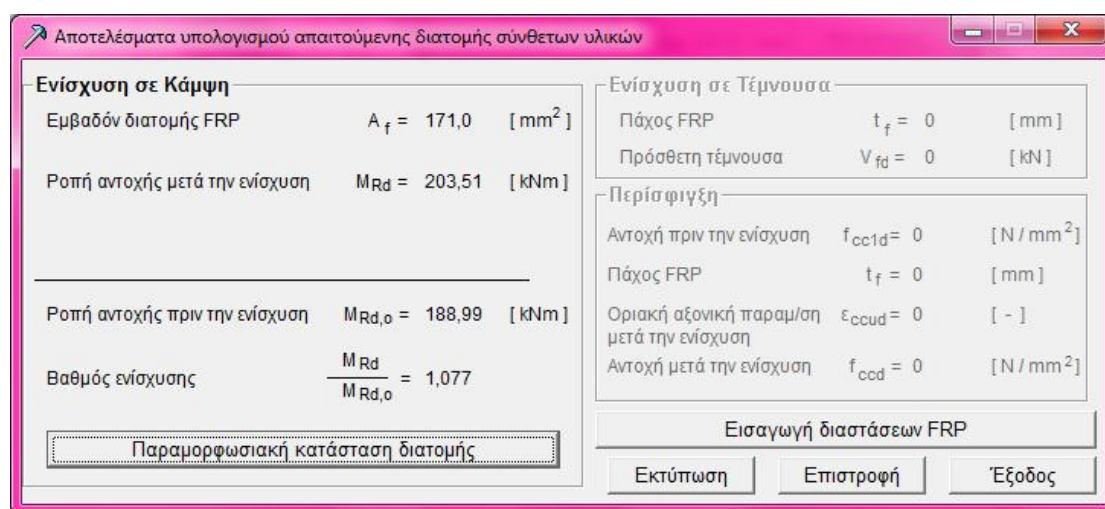 Αποτελέσματα υπολογισμού απαιτούμενης διατομής σύνθετων υλικών
Ενίσχυση σε Κάμψη
Εμβαδόν διατομής FRP A f = 171,0 [ mm2 ]
Ροπή αντοχής μετά την ενίσχυση MRd = 203,51 [ kNm ]
Ροπή αντοχής πριν την ενίσχυση MRd,o = 188,99 [ kNm ]
Βαθμός ενίσχυσης M Rd / M Rd,o = 1,077
Παραμορφωσιακή κατάσταση διατομής
Ενίσχυση σε Τέμνουσα
Πάχος FRP t f = 0 [ mm ]
Πρόσθετη τέμνουσα V fd = 0 [ kN ]
Περίσφιγξη
Αντοχή πριν την ενίσχυση fcc1d= 0 [ N / mm2]
Πάχος FRP t f = 0 [ mm ]
Οριακή αξονική παραμ/ση εccud= 0 [ - ]
μετά την ενίσχυση
Αντοχή μετά την ενίσχυση fccd = 0 [ N / mm2]
Εισαγωγή διαστάσεων FRP
Εκτύπωση Επιστροφή Έξοδος